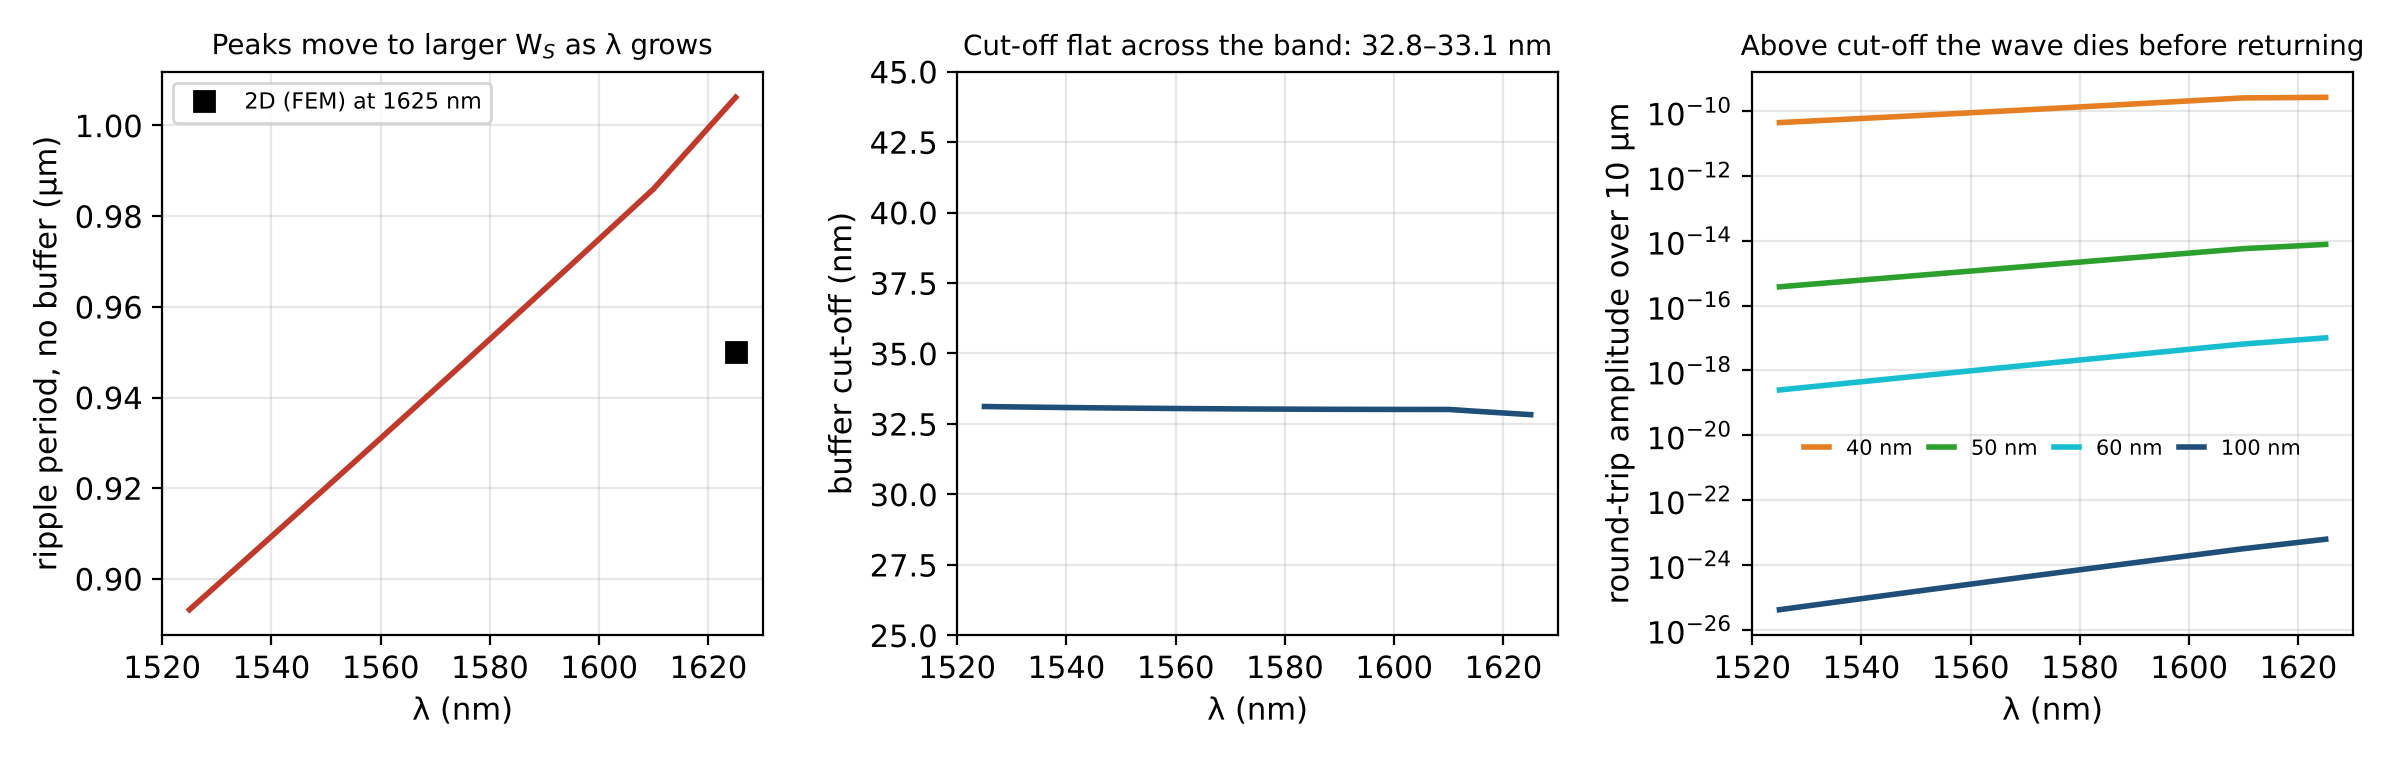 Peaks move to larger W_S as λ grows
2D (FEM) at 1625 nm
ripple period, no buffer (µm)
1.00
0.98
0.96
0.94
0.92
0.90
1520 1540 1560 1580 1600 1620
λ (nm)
Cut-off flat across the band: 32.8–33.1 nm
buffer cut-off (nm)
45.0
42.5
40.0
37.5
35.0
32.5
30.0
27.5
25.0
1520 1540 1560 1580 1600 1620
λ (nm)
Above cut-off the wave dies before returning
round-trip amplitude over 10 µm
10⁻¹⁰
10⁻¹²
10⁻¹⁴
10⁻¹⁶
10⁻¹⁸
10⁻²⁰
10⁻²²
10⁻²⁴
10⁻²⁶
40 nm 50 nm 60 nm 100 nm
1520 1540 1560 1580 1600 1620
λ (nm)